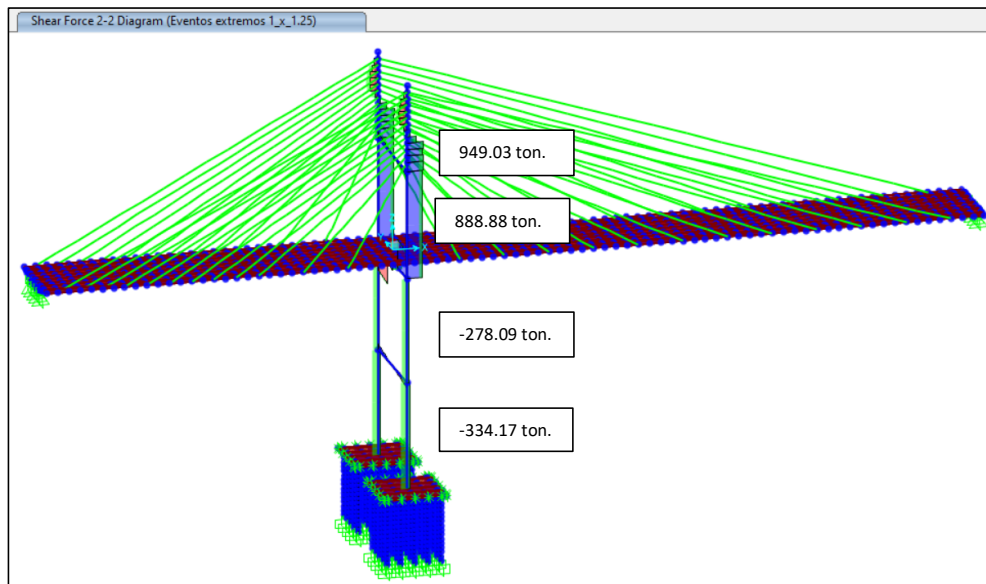 Shear Force 2-2 Diagram (Eventos extremos 1_x_1.25)
949.03 ton.
888.88 ton.
X
-278.09 ton.
-334.17 ton.